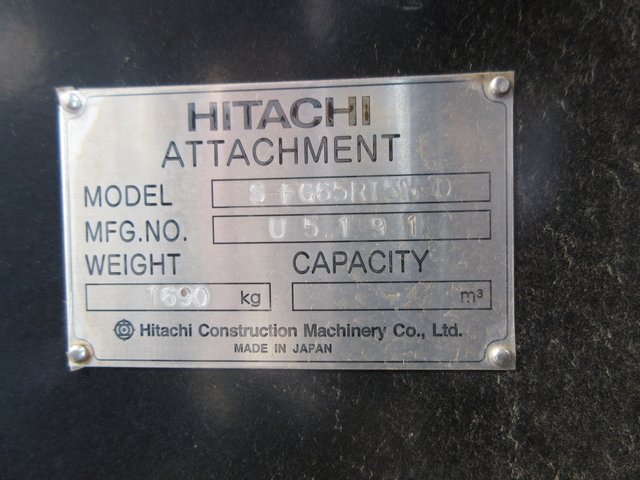 HITACHI
ATTACHMENT
MODEL
MFG.NO. U5191
WEIGHT CAPACITY
1690 kg m³
Hitachi Construction Machinery Co., Ltd.
MADE IN JAPAN